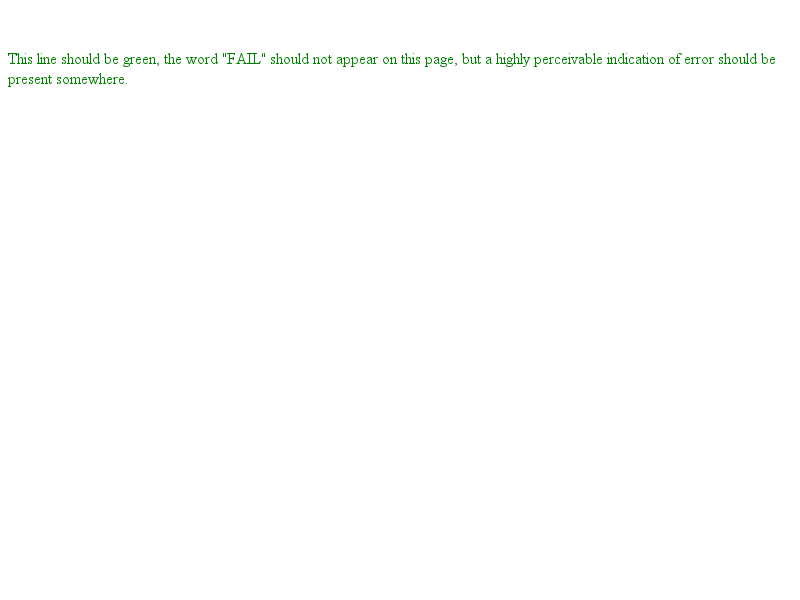 This line should be green, the word "FAIL" should not appear on this page, but a highly perceivable indication of error should be
present somewhere.